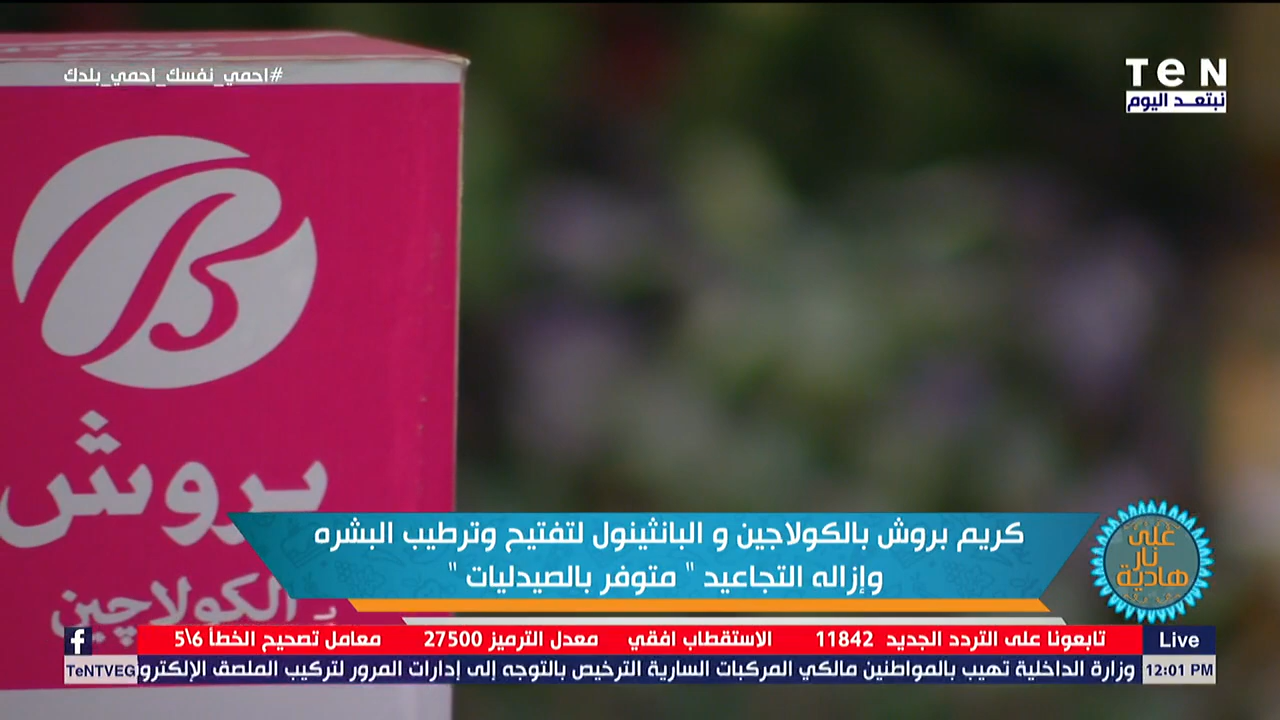 #احمي_نفسك_احمي_بلدك
TeN
نبتعد اليوم
B
بروش
بالكولاجين
كريم بروش بالكولاجين و البانثينول لتفتيح وترطيب البشره
وإزاله التجاعيد " متوفر بالصيدليات "
على
نار
هادية
تابعونا على التردد الجديد 11842 الاستقطاب افقي معدل الترميز 27500 معامل تصحيح الخطأ 6\5
Live
وزارة الداخلية تهيب بالمواطنين مالكي المركبات السارية الترخيص بالتوجه إلى إدارات المرور لتركيب الملصق
12:01 PM
TeNTVEG